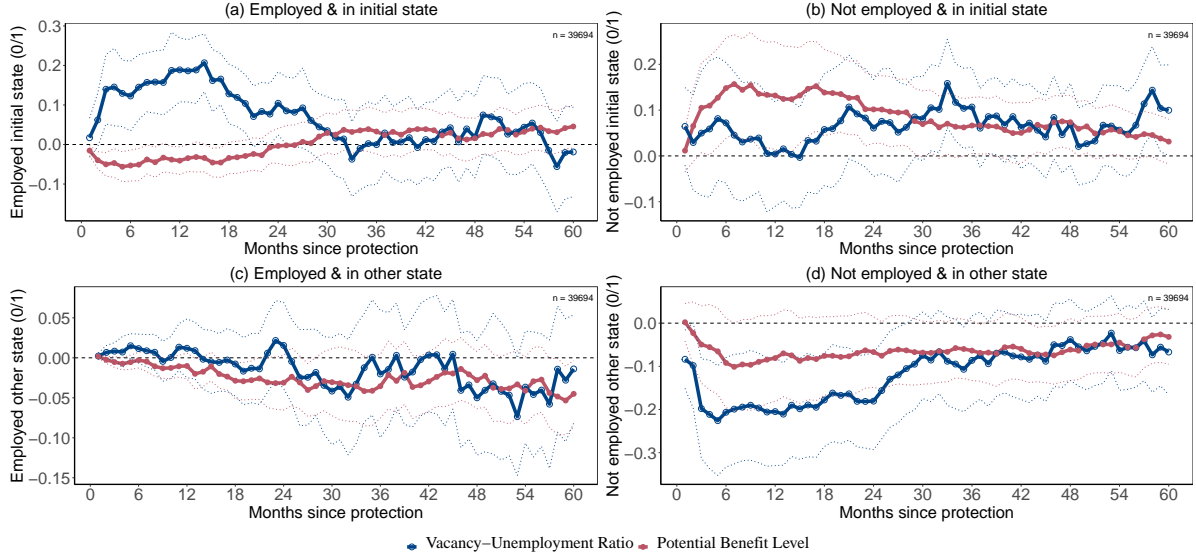 (a) Employed & in initial state
Employed initial state (0/1)
n = 39694
0.3
0.2
0.1
0.0
−0.1
0 6 12 18 24 30 36 42 48 54 60
Months since protection
(b) Not employed & in initial state
Not employed initial state (0/1)
n = 39694
0.3
0.2
0.1
0.0
−0.1
0 6 12 18 24 30 36 42 48 54 60
Months since protection
(c) Employed & in other state
Employed other state (0/1)
n = 39694
0.05
0.00
−0.05
−0.10
−0.15
0 6 12 18 24 30 36 42 48 54 60
Months since protection
(d) Not employed & in other state
Not employed other state (0/1)
n = 39694
0.0
−0.1
−0.2
−0.3
0 6 12 18 24 30 36 42 48 54 60
Months since protection
Vacancy−Unemployment Ratio Potential Benefit Level